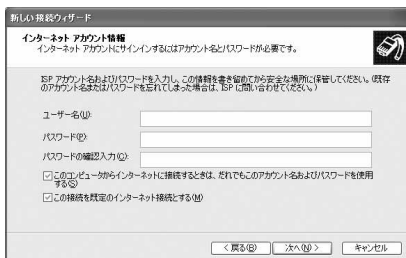 新しい接続ウィザード
インターネット アカウント情報
インターネット アカウントにサインインするにはアカウント名とパスワードが必要です。
ISP アカウント名およびパスワードを入力し、この情報を書き留めてから安全な場所に保管してください。(既存
のアカウント名またはパスワードを忘れてしまった場合は、ISP に問い合わせてください。)
ユーザー名(U):
パスワード(P):
パスワードの確認入力(C):
このコンピュータからインターネットに接続するときは、だれでもこのアカウント名およびパスワードを使用
する(S)
この接続を既定のインターネット接続とする(M)
< 戻る(B)
次へ(N) >
キャンセル